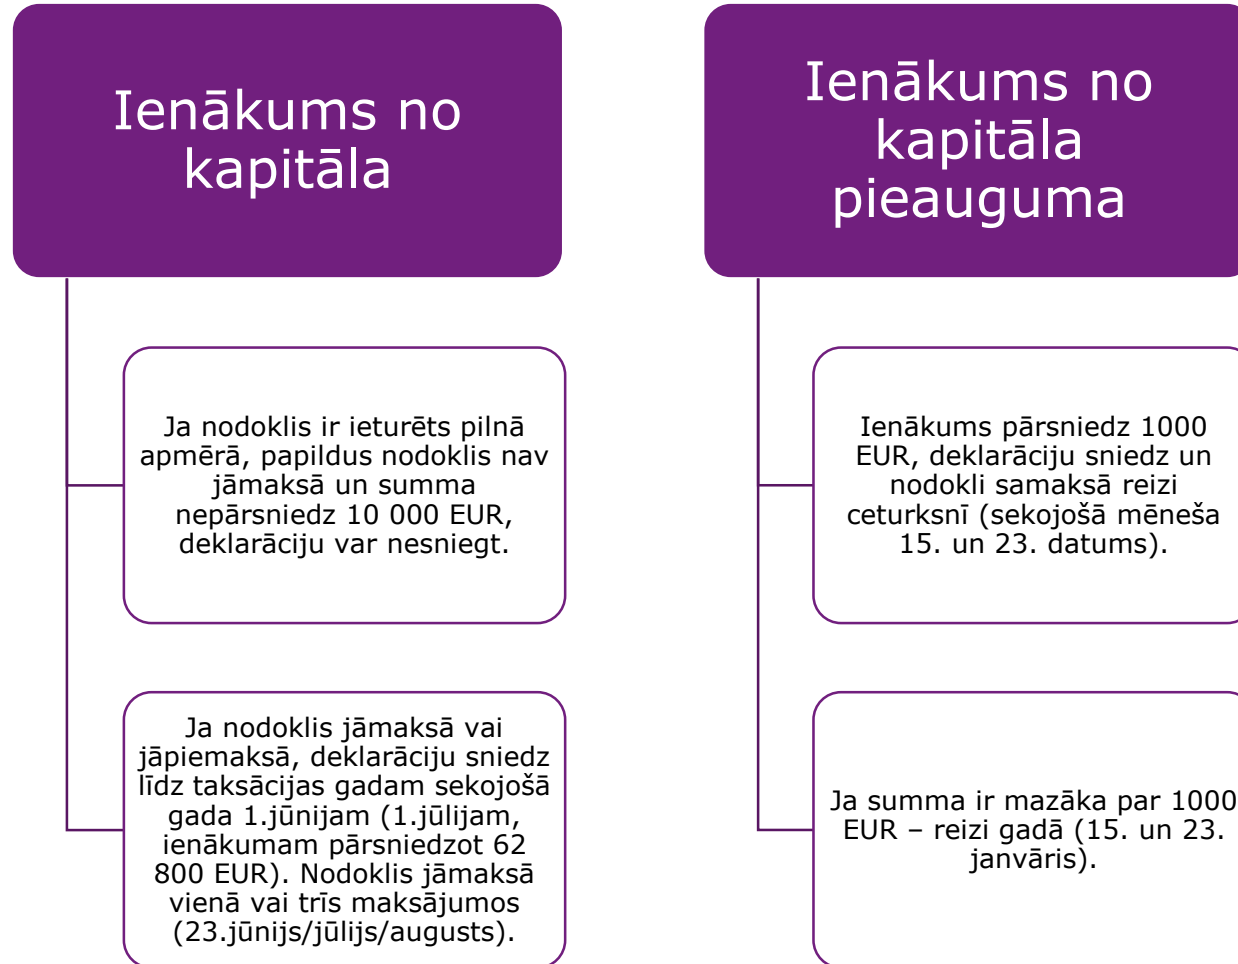 Ienākums no
kapitāla
Ja nodoklis ir ieturēts pilnā
apmērā, papildus nodoklis nav
jāmaksā un summa
nepārsniedz 10 000 EUR,
deklarāciju var nesniegt.
Ja nodoklis jāmaksā vai
jāpiemaksā, deklarāciju sniedz
līdz taksācijas gadam sekojošā
gada 1.jūnijam (1.jūlijam,
ienākumam pārsniedzot 62
800 EUR). Nodoklis jāmaksā
vienā vai trīs maksājumos
(23.jūnijs/jūlijs/augusts).
Ienākums no
kapitāla
pieauguma
Ienākums pārsniedz 1000
EUR, deklarāciju sniedz un
nodokli samaksā reizi
ceturksnī (sekojošā mēneša
15. un 23. datums).
Ja summa ir mazāka par 1000
EUR – reizi gadā (15. un 23.
janvāris).